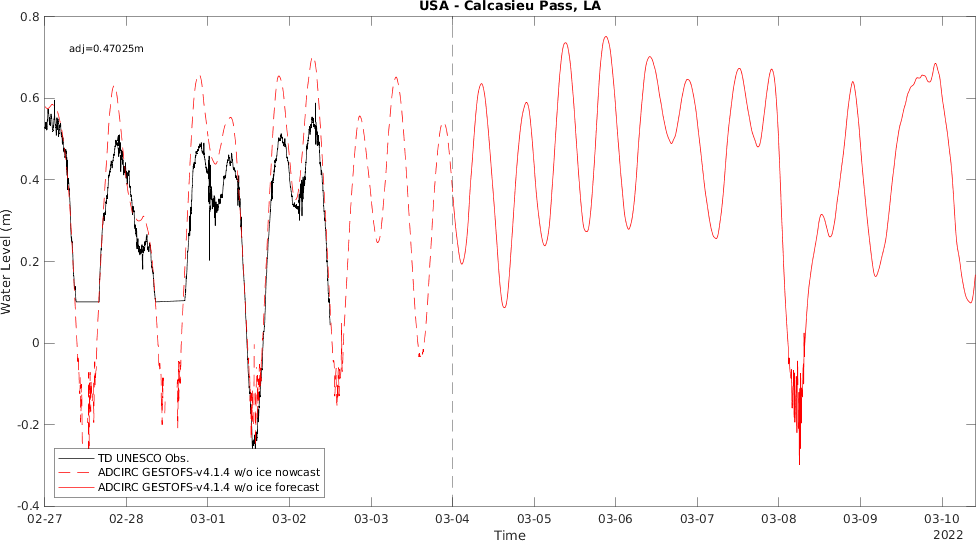 USA - Calcasieu Pass, LA
adj=0.47025m
Water Level (m)
0.8
0.6
0.4
0.2
0
-0.2
-0.4
TD UNESCO Obs.
ADCIRC GESTOFS-v4.1.4 w/o ice nowcast
ADCIRC GESTOFS-v4.1.4 w/o ice forecast
02-27 02-28 03-01 03-02 03-03 03-04 03-05 03-06 03-07 03-08 03-09 03-10
Time
2022